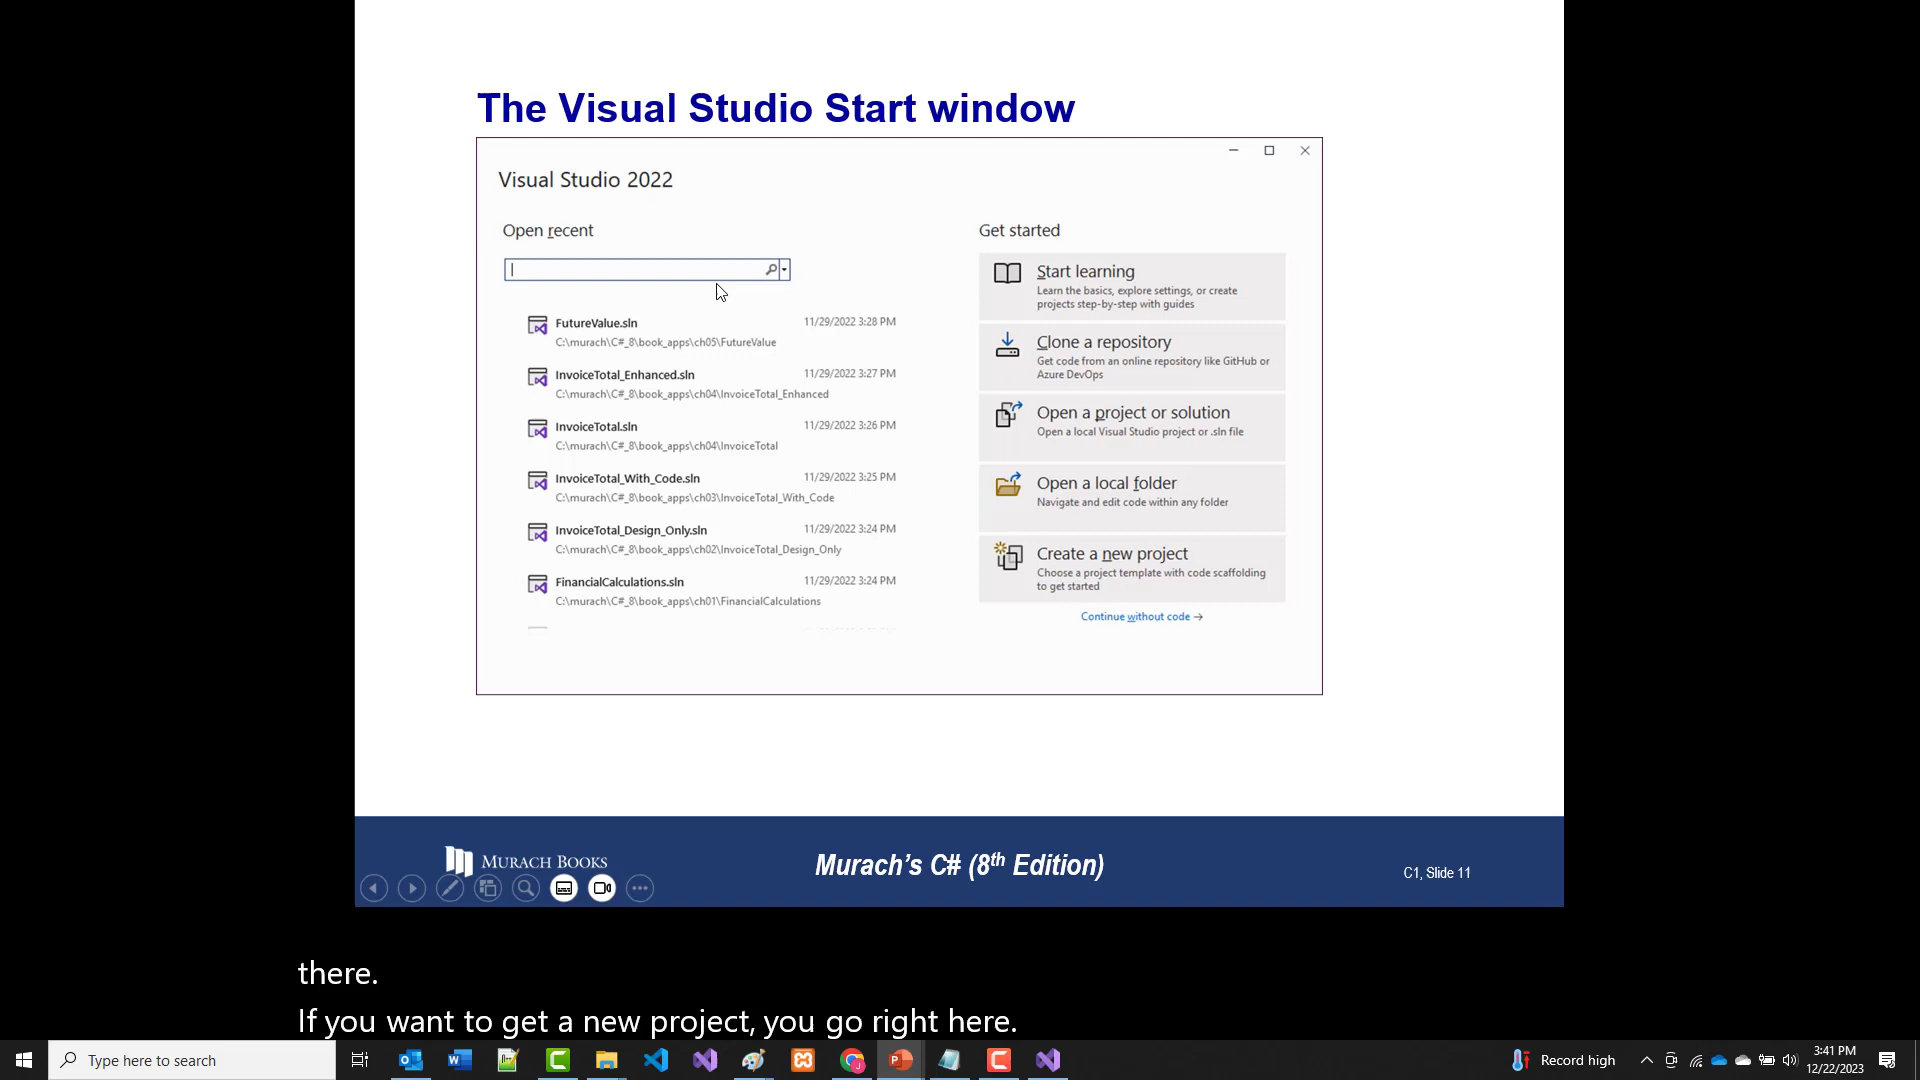 The Visual Studio Start window
Visual Studio 2022
Open recent
FutureValue.sln 11/29/2022 3:28 PM
C:\murach\C#_8\book_apps\ch05\FutureValue
InvoiceTotal_Enhanced.sln 11/29/2022 3:27 PM
C:\murach\C#_8\book_apps\ch04\InvoiceTotal_Enhanced
InvoiceTotal.sln 11/29/2022 3:26 PM
C:\murach\C#_8\book_apps\ch04\InvoiceTotal
InvoiceTotal_With_Code.sln 11/29/2022 3:25 PM
C:\murach\C#_8\book_apps\ch03\InvoiceTotal_With_Code
InvoiceTotal_Design_Only.sln 11/29/2022 3:24 PM
C:\murach\C#_8\book_apps\ch02\InvoiceTotal_Design_Only
FinancialCalculations.sln 11/29/2022 3:24 PM
C:\murach\C#_8\book_apps\ch01\FinancialCalculations
Get started
Start learning
Learn the basics, explore settings, or create
projects step-by-step with guides
Clone a repository
Get code from an online repository like GitHub or
Azure DevOps
Open a project or solution
Open a local Visual Studio project or .sln file
Open a local folder
Navigate and edit code within any folder
Create a new project
Choose a project template with code scaffolding
to get started
Continue without code →
MURACH BOOKS
Murach's C# (8th Edition)
C1, Slide 11
there.
If you want to get a new project, you go right here.
Type here to search
Record high
3:41 PM
12/22/2023